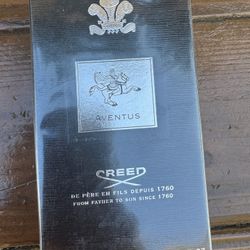 AVENTUS
CREED
DE PÈRE EN FILS DEPUIS 1760
FROM FATHER TO SON SINCE 1760